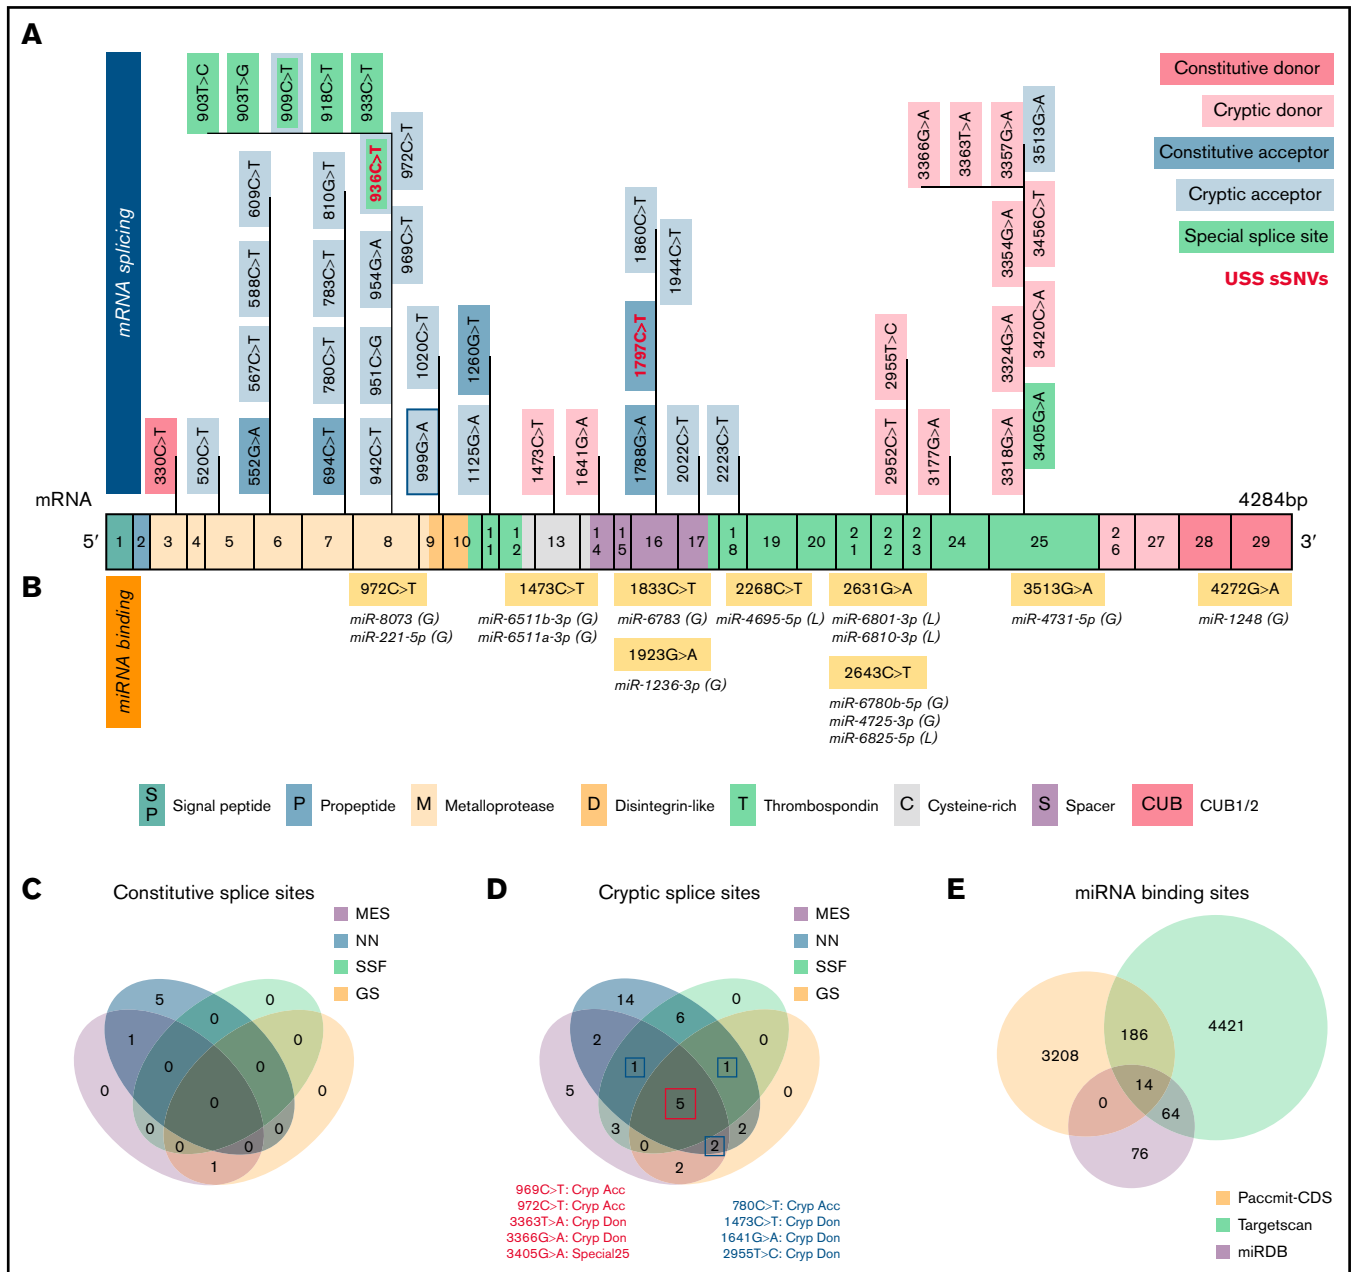 A
mRNA splicing
903T>C
903T>G
909C>T
918C>T
933C>T
936C>T
972C>T
969C>T
609C>T
588C>T
567C>T
552G>A
810G>T
783C>T
780C>T
694C>T
954G>A
951C>G
942C>T
330C>T
520C>T
1020C>T
999G>A
1260G>T
1125G>A
1473C>T
1641G>A
1860C>T
1944C>T
1797C>T
1788G>A
2022C>T
2223C>T
2955T>C
2952C>T
3177G>A
3366G>A
3363T>A
3357G>A
3513G>A
3354G>A
3456C>T
3324G>A
3420C>A
3318G>A
3405G>A
Constitutive donor
Cryptic donor
Constitutive acceptor
Cryptic acceptor
Special splice site
USS sSNVs
mRNA
4284bp
5′ 1 2 3 4 5 6 7 8 9 10 11 12 13 14 15 16 17 18 19 20 21 22 23 24 25 26 27 28 29 3′
B
miRNA binding
972C>T
miR-8073 (G)
miR-221-5p (G)
1473C>T
miR-6511b-3p (G)
miR-6511a-3p (G)
1833C>T
miR-6783 (G)
1923G>A
miR-1236-3p (G)
2268C>T
miR-4695-5p (L)
2631G>A
miR-6801-3p (L)
miR-6810-3p (L)
2643C>T
miR-6780b-5p (G)
miR-4725-3p (G)
miR-6825-5p (L)
3513G>A
miR-4731-5p (G)
4272G>A
miR-1248 (G)
SP Signal peptide
P Propeptide
M Metalloprotease
D Disintegrin-like
T Thrombospondin
C Cysteine-rich
S Spacer
CUB CUB1/2
C
Constitutive splice sites
MES
NN
SSF
GS
5 0
0
1 0
0 0
0 0 0
0 0
0 0
1
D
Cryptic splice sites
MES
NN
SSF
GS
14 0
6
2 0
1 1
5 5 0
3 2
0 2
2
969C>T: Cryp Acc
972C>T: Cryp Acc
3363T>A: Cryp Don
3366G>A: Cryp Don
3405G>A: Special25
780C>T: Cryp Acc
1473C>T: Cryp Don
1641G>A: Cryp Don
2955T>C: Cryp Don
E
miRNA binding sites
3208 186 4421
14
0 64
76
Paccmit-CDS
Targetscan
miRDB